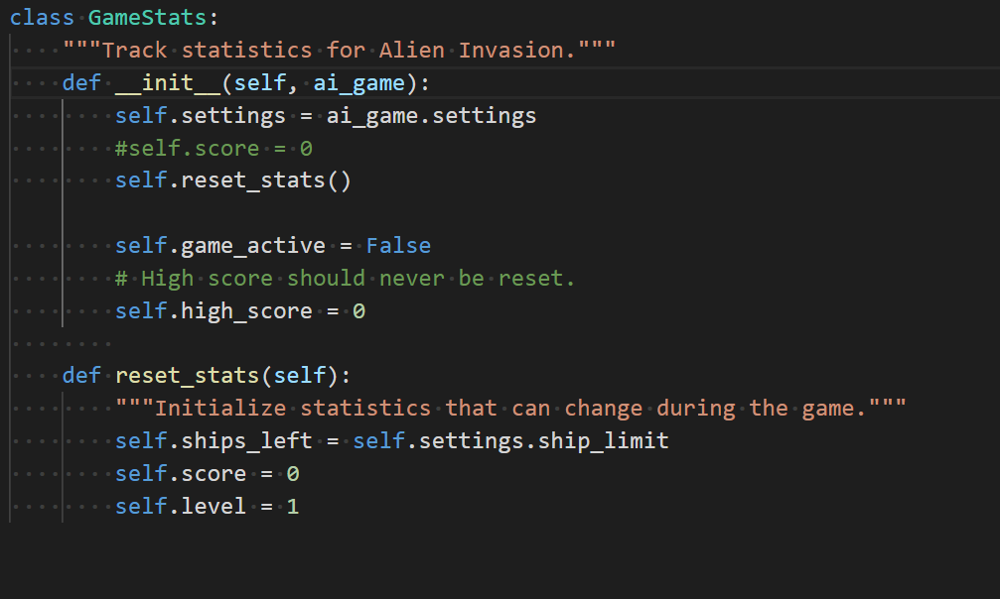 class GameStats:
    """Track statistics for Alien Invasion."""
    def __init__(self, ai_game):
        self.settings = ai_game.settings
        #self.score = 0
        self.reset_stats()

        self.game_active = False
        # High score should never be reset.
        self.high_score = 0

    def reset_stats(self):
        """Initialize statistics that can change during the game."""
        self.ships_left = self.settings.ship_limit
        self.score = 0
        self.level = 1